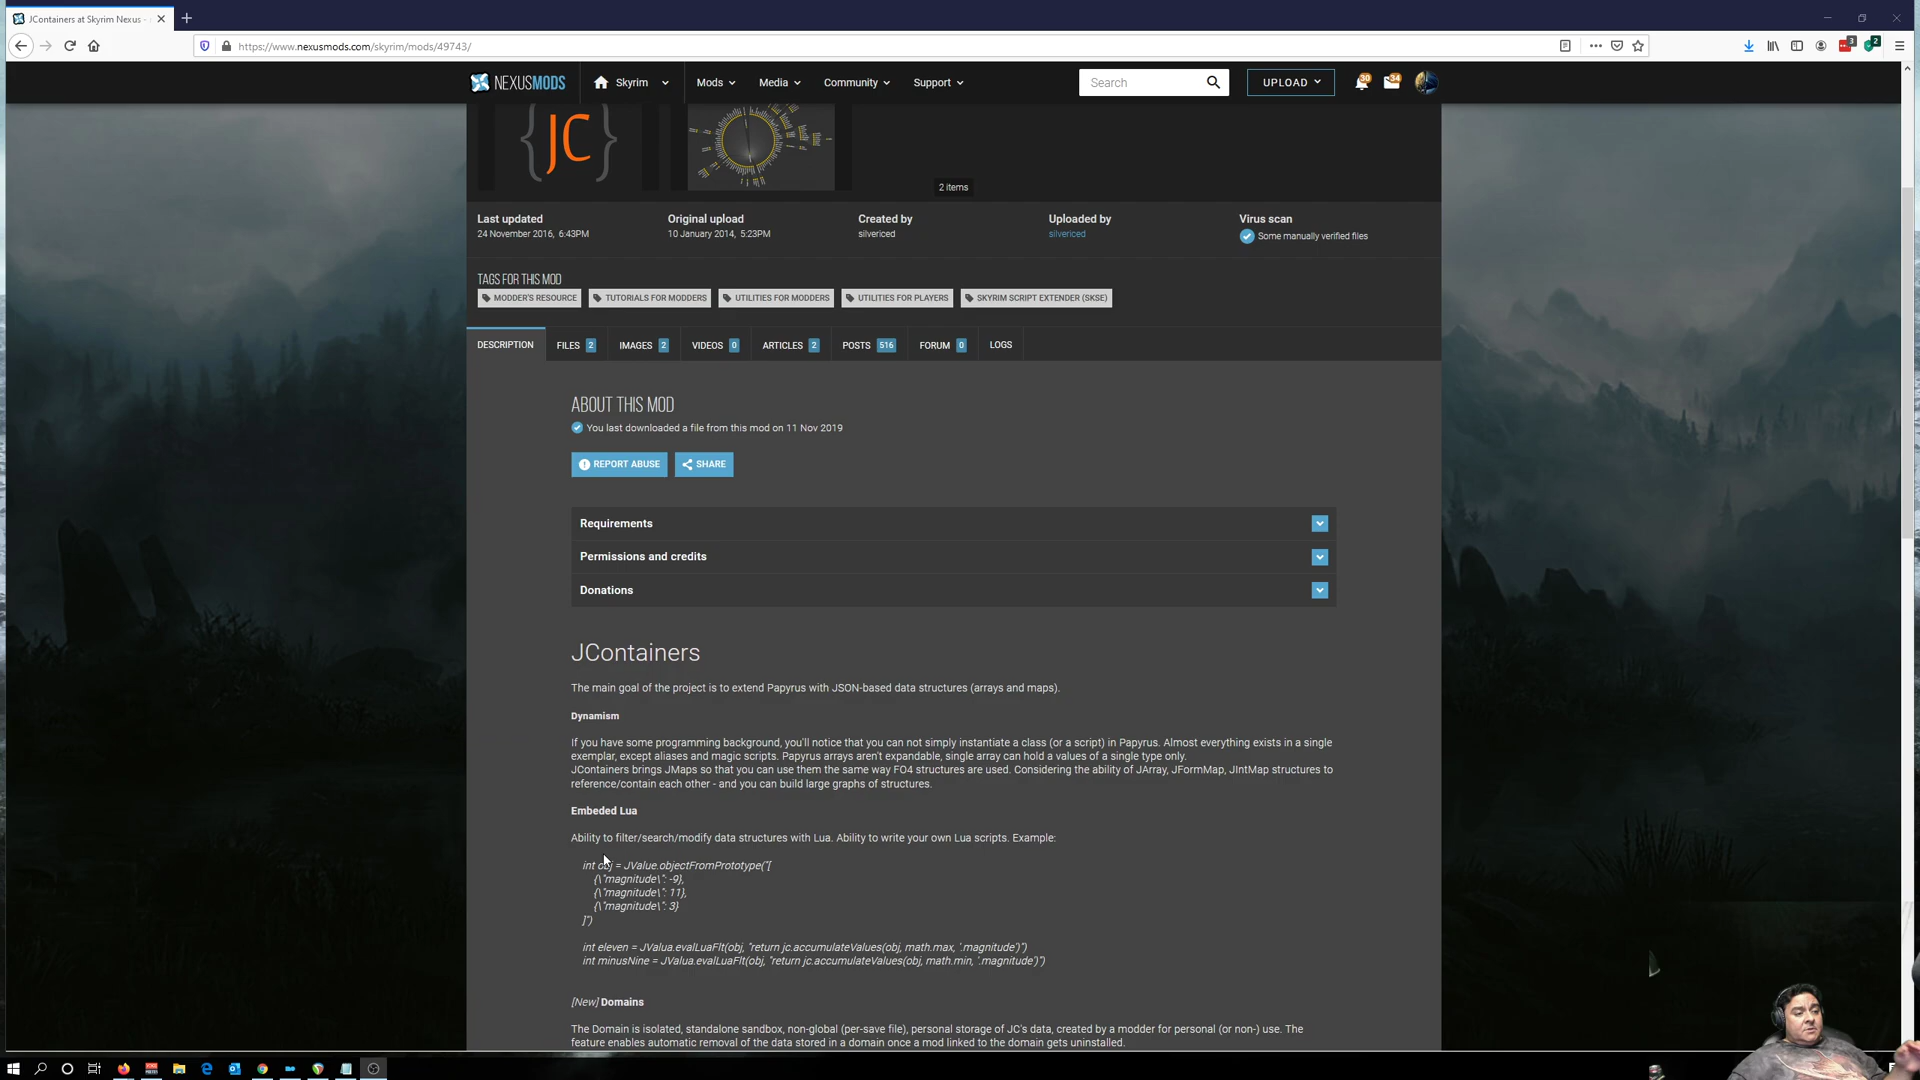 JContainers at Skyrim Nexus -
https://www.nexusmods.com/skyrim/mods/49743/
3
2
NEXUSMODS
Skyrim
Mods
Media
Community
Support
Search
UPLOAD
30
34
{JC}
2 items
Last updated
24 November 2016, 6:43PM
Original upload
10 January 2014, 5:23PM
Created by
silvericed
Uploaded by
silvericed
Virus scan
Some manually verified files
TAGS FOR THIS MOD
MODDER'S RESOURCE
TUTORIALS FOR MODDERS
UTILITIES FOR MODDERS
UTILITIES FOR PLAYERS
SKYRIM SCRIPT EXTENDER (SKSE)
DESCRIPTION
FILES 2
IMAGES 2
VIDEOS 0
ARTICLES 2
POSTS 516
FORUM 0
LOGS
ABOUT THIS MOD
You last downloaded a file from this mod on 11 Nov 2019
REPORT ABUSE
SHARE
Requirements
Permissions and credits
Donations
JContainers
The main goal of the project is to extend Papyrus with JSON-based data structures (arrays and maps).
Dynamism
If you have some programming background, you'll notice that you can not simply instantiate a class (or a script) in Papyrus. Almost everything exists in a single
exemplar, except aliases and magic scripts. Papyrus arrays aren't expandable, single array can hold a values of a single type only.
JContainers brings JMaps so that you can use them the same way FO4 structures are used. Considering the ability of JArray, JFormMap, JIntMap structures to
reference/contain each other - and you can build large graphs of structures.
Embeded Lua
Ability to filter/search/modify data structures with Lua. Ability to write your own Lua scripts. Example:
int obj = JValue.objectFromPrototype("[
{\"magnitude\": -9},
{\"magnitude\": 11},
{\"magnitude\": 3}
]")
int eleven = JValua.evalLuaFlt(obj, "return jc.accumulateValues(obj, math.max, '.magnitude')")
int minusNine = JValua.evalLuaFlt(obj, "return jc.accumulateValues(obj, math.min, '.magnitude')")
[New] Domains
The Domain is isolated, standalone sandbox, non-global (per-save file), personal storage of JC's data, created by a modder for personal (or non-) use. The
feature enables automatic removal of the data stored in a domain once a mod linked to the domain gets uninstalled.